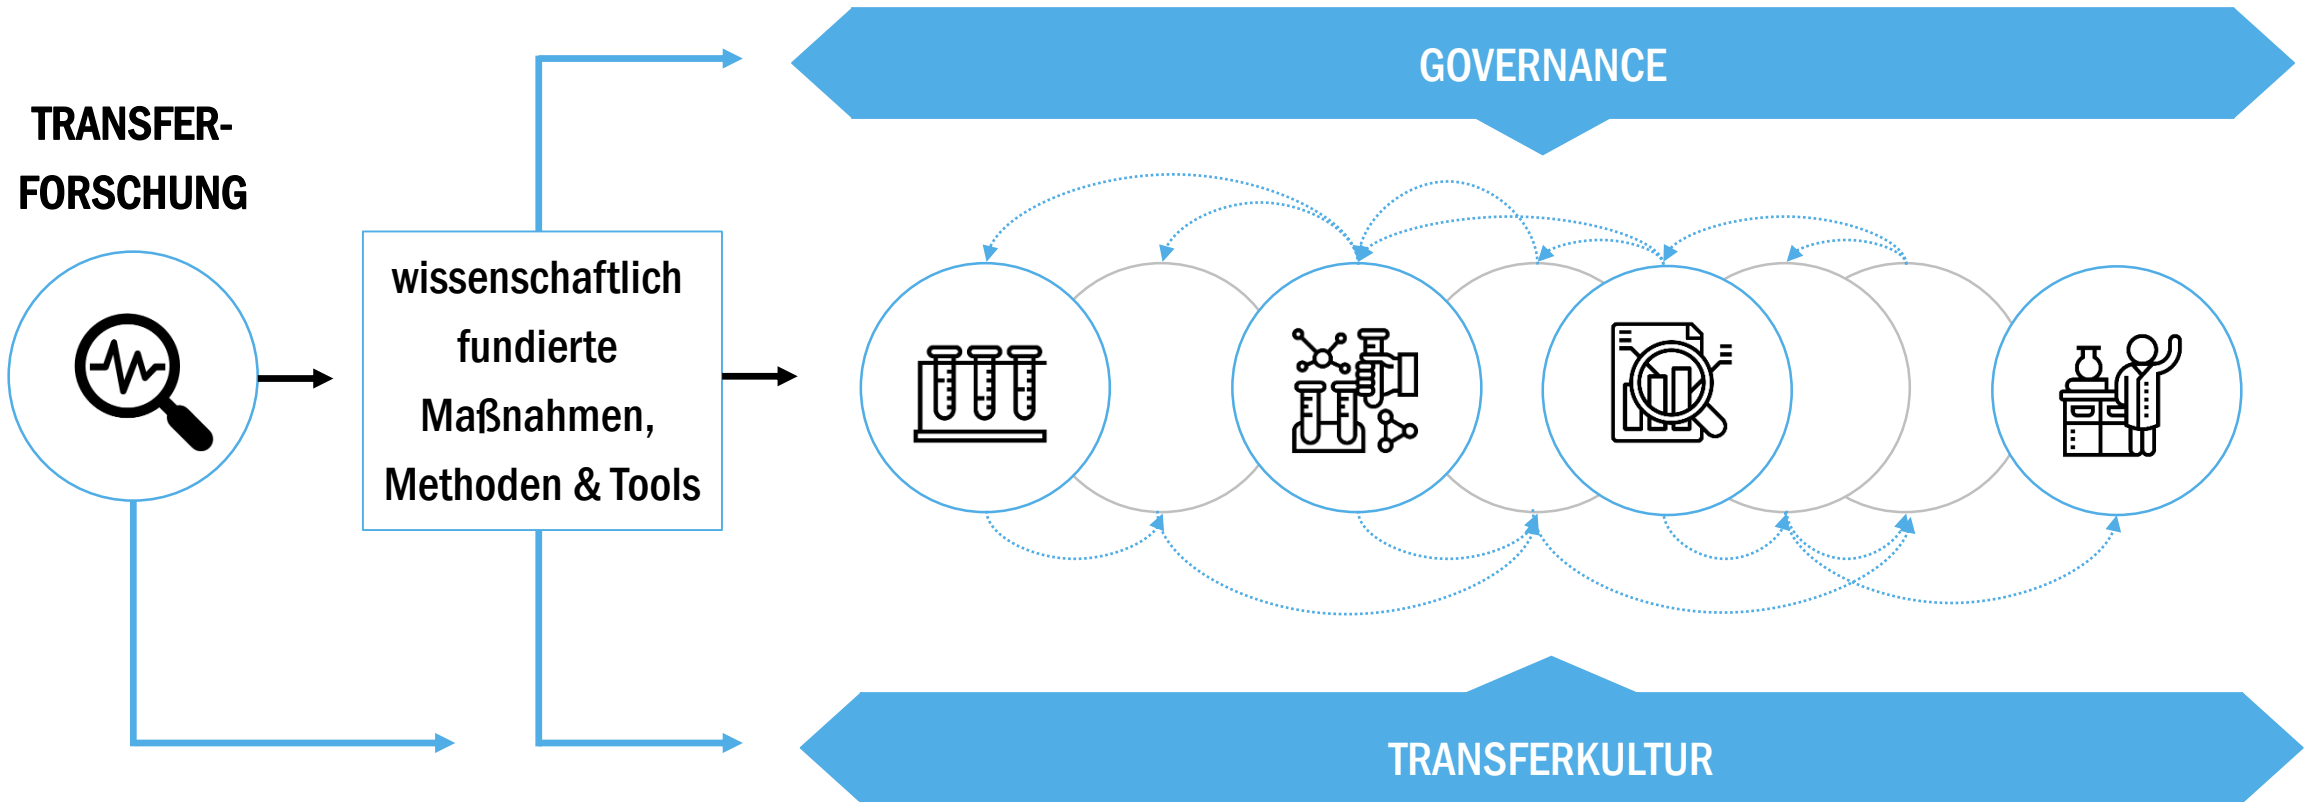 TRANSFER-
FORSCHUNG
wissenschaftlich
fundierte
Maßnahmen,
Methoden & Tools
GOVERNANCE
TRANSFERKULTUR